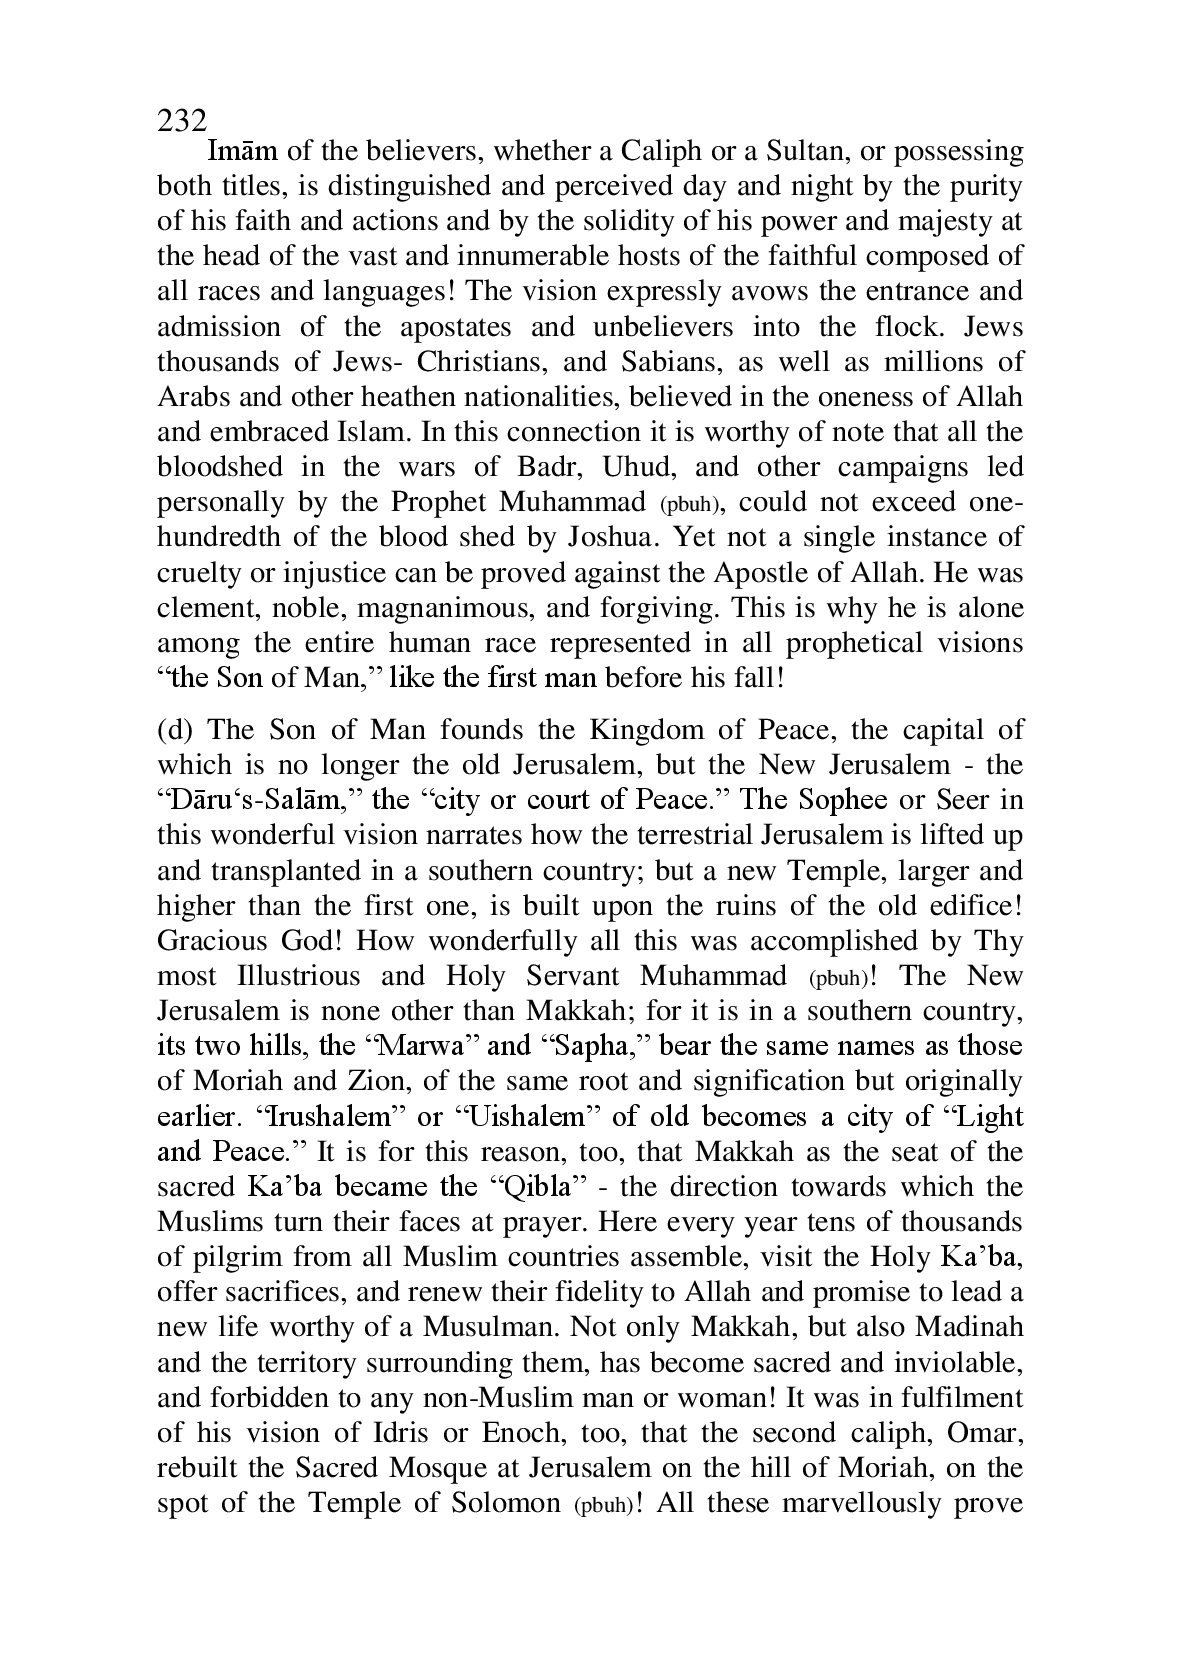 232
Imām of the believers, whether a Caliph or a Sultan, or possessing
both titles, is distinguished and perceived day and night by the purity
of his faith and actions and by the solidity of his power and majesty at
the head of the vast and innumerable hosts of the faithful composed of
all races and languages! The vision expressly avows the entrance and
admission of the apostates and unbelievers into the flock. Jews
thousands of Jews- Christians, and Sabians, as well as millions of
Arabs and other heathen nationalities, believed in the oneness of Allah
and embraced Islam. In this connection it is worthy of note that all the
bloodshed in the wars of Badr, Uhud, and other campaigns led
personally by the Prophet Muhammad (pbuh), could not exceed one-
hundredth of the blood shed by Joshua. Yet not a single instance of
cruelty or injustice can be proved against the Apostle of Allah. He was
clement, noble, magnanimous, and forgiving. This is why he is alone
among the entire human race represented in all prophetical visions
“the Son of Man,” like the first man before his fall!
(d) The Son of Man founds the Kingdom of Peace, the capital of
which is no longer the old Jerusalem, but the New Jerusalem - the
“Dāru‘s-Salām,” the “city or court of Peace.” The Sophee or Seer in
this wonderful vision narrates how the terrestrial Jerusalem is lifted up
and transplanted in a southern country; but a new Temple, larger and
higher than the first one, is built upon the ruins of the old edifice!
Gracious God! How wonderfully all this was accomplished by Thy
most Illustrious and Holy Servant Muhammad (pbuh)! The New
Jerusalem is none other than Makkah; for it is in a southern country,
its two hills, the “Marwa” and “Sapha,” bear the same names as those
of Moriah and Zion, of the same root and signification but originally
earlier. “Irushalem” or “Uishalem” of old becomes a city of “Light
and Peace.” It is for this reason, too, that Makkah as the seat of the
sacred Ka’ba became the “Qibla” - the direction towards which the
Muslims turn their faces at prayer. Here every year tens of thousands
of pilgrim from all Muslim countries assemble, visit the Holy Ka’ba,
offer sacrifices, and renew their fidelity to Allah and promise to lead a
new life worthy of a Musulman. Not only Makkah, but also Madinah
and the territory surrounding them, has become sacred and inviolable,
and forbidden to any non-Muslim man or woman! It was in fulfilment
of his vision of Idris or Enoch, too, that the second caliph, Omar,
rebuilt the Sacred Mosque at Jerusalem on the hill of Moriah, on the
spot of the Temple of Solomon (pbuh)! All these marvellously prove